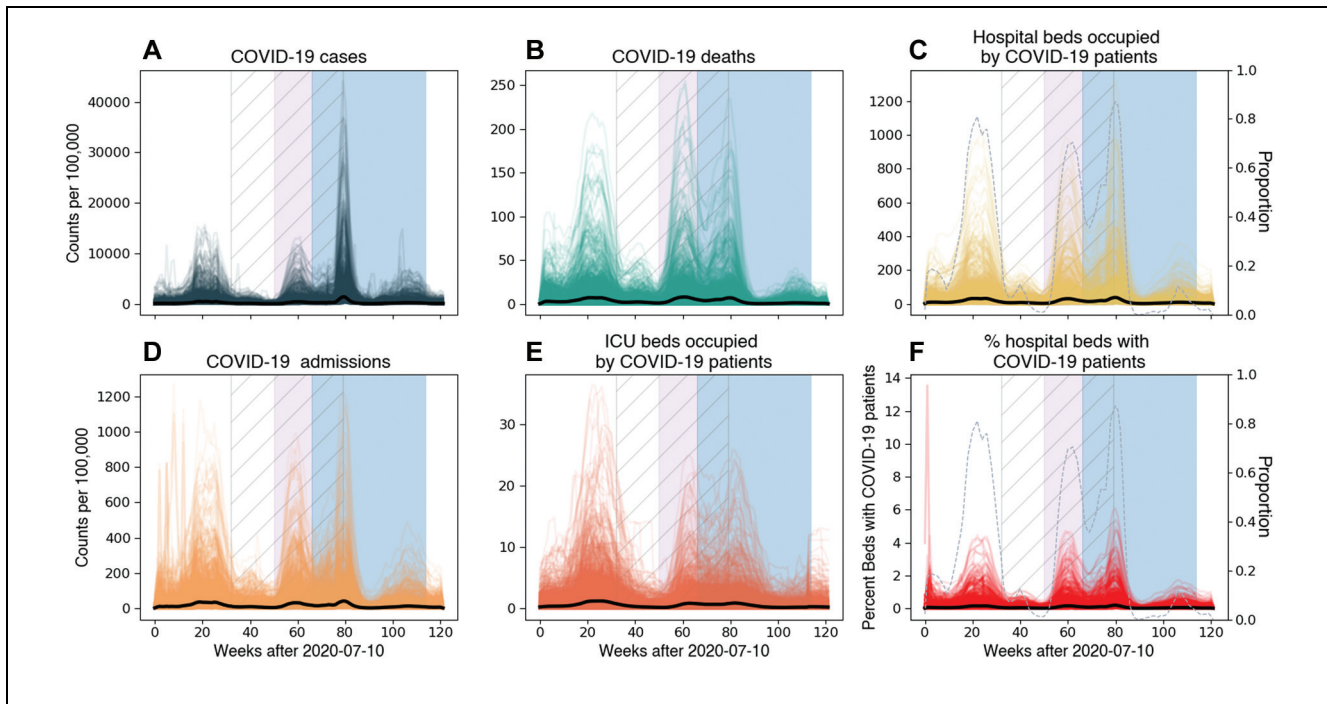 A
COVID-19 cases
Counts per 100,000
40000
30000
20000
10000
0
B
COVID-19 deaths
250
200
150
100
50
0
C
Hospital beds occupied
by COVID-19 patients
1200
1000
800
600
400
200
0
1.0
0.8
0.6
0.4
0.2
0.0
Proportion
D
COVID-19 admissions
Counts per 100,000
1200
1000
800
600
400
200
0
0 20 40 60 80 100 120
Weeks after 2020-07-10
E
ICU beds occupied
by COVID-19 patients
30
20
10
0
0 20 40 60 80 100 120
Weeks after 2020-07-10
F
% hospital beds with
COVID-19 patients
Percent Beds with COVID-19 patients
14
12
10
8
6
4
2
0
1.0
0.8
0.6
0.4
0.2
0.0
Proportion
0 20 40 60 80 100 120
Weeks after 2020-07-10